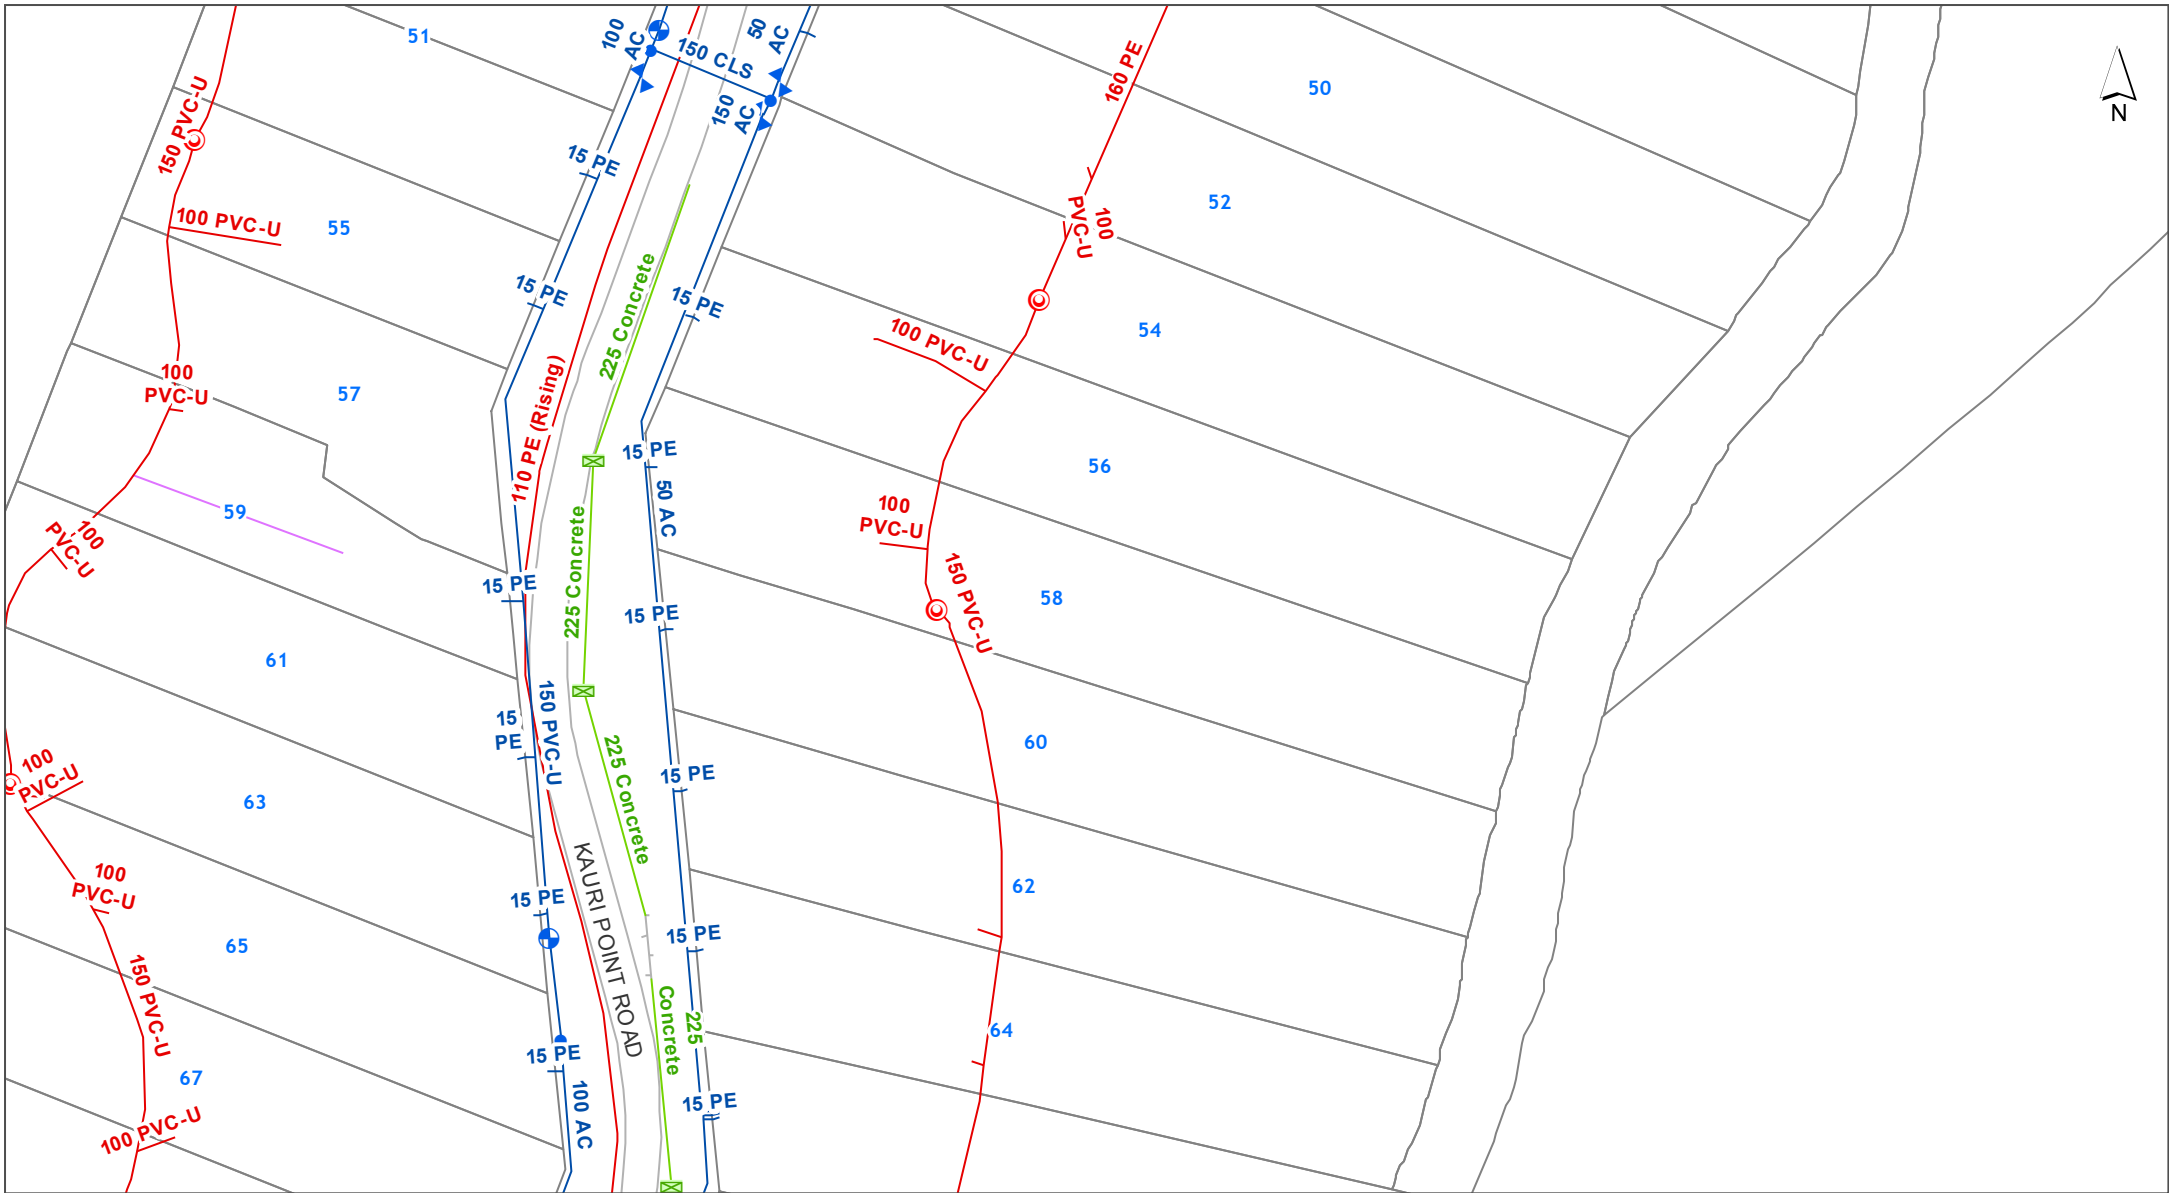 51
100
AC
150 CLS
50
AC
160 PE
50
N
150 PVC-U
150
AC
15 PE
52
100 PVC-U
55
100
PVC-U
15 PE
15 PE
225 Concrete
54
100 PVC-U
100
PVC-U
57
110 PE (Rising)
15 PE
56
50 AC
100
PVC-U
59
100
PVC-U
225 Concrete
15 PE
150 PVC-U
58
15 PE
61
15
PE
150 PVC-U
60
100
PVC-U
63
225 Concrete
15 PE
100
PVC-U
KAURI POINT ROAD
62
15 PE
65
15 PE
150 PVC-U
225
Concrete
64
15 PE
67
100 AC
15 PE
100 PVC-U